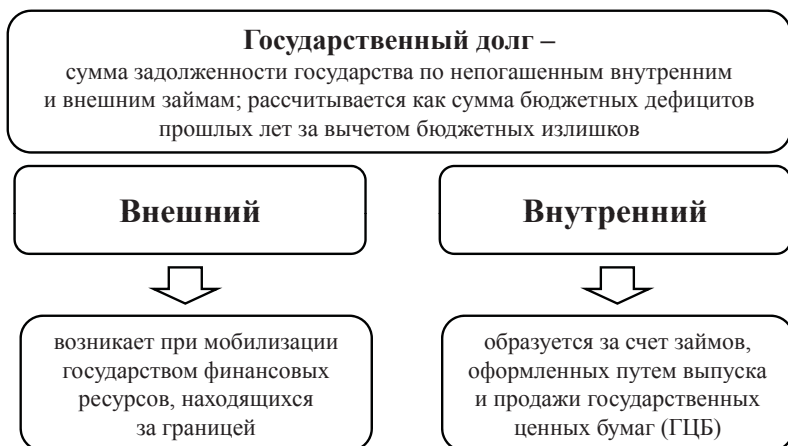 Государственный долг –
сумма задолженности государства по непогашенным внутренним
и внешним займам; рассчитывается как сумма бюджетных дефицитов
прошлых лет за вычетом бюджетных излишков
Внешний
Внутренний
возникает при мобилизации
государством финансовых
ресурсов, находящихся
за границей
образуется за счет займов,
оформленных путем выпуска
и продажи государственных
ценных бумаг (ГЦБ)